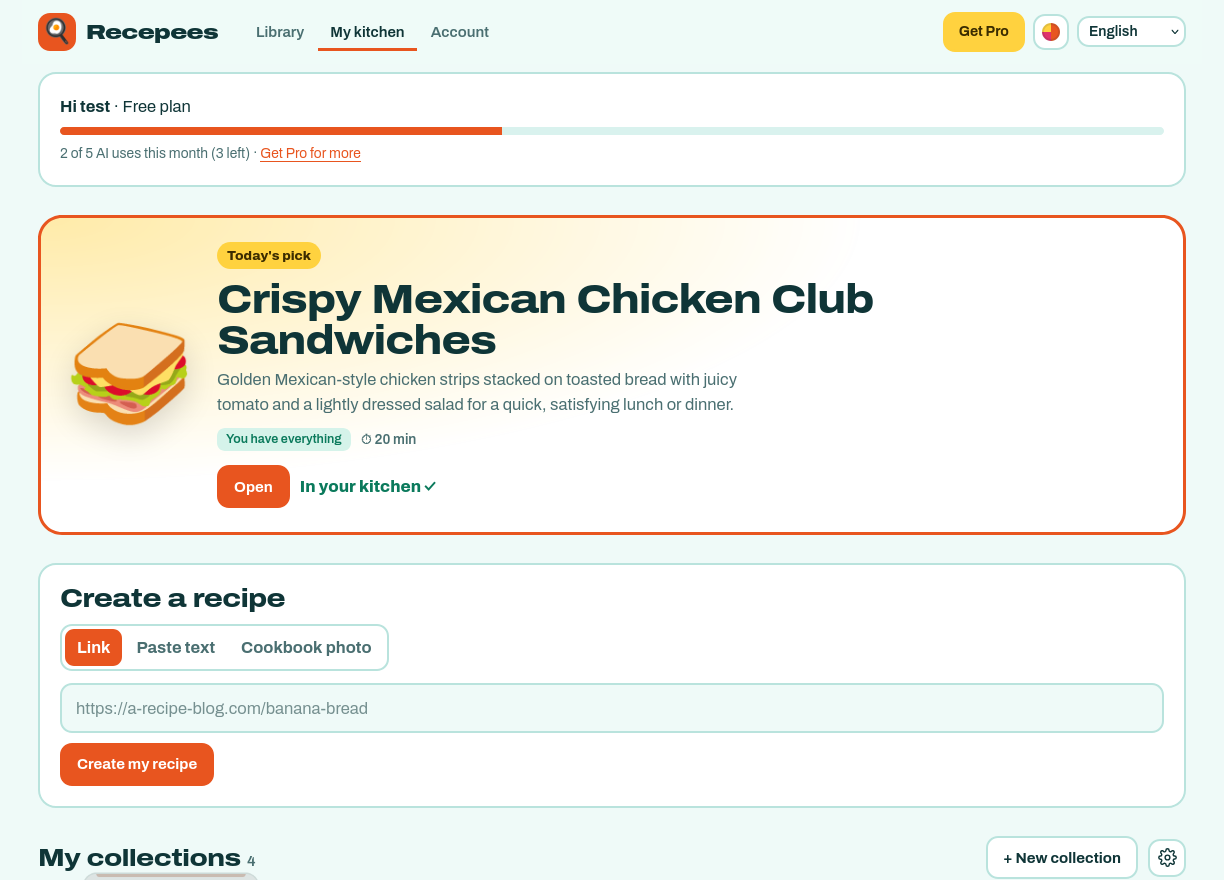 Recepees
Library
My kitchen
Account
Get Pro
English
Hi test · Free plan
2 of 5 AI uses this month (3 left) · Get Pro for more
Today's pick
Crispy Mexican Chicken Club
Sandwiches
Golden Mexican-style chicken strips stacked on toasted bread with juicy
tomato and a lightly dressed salad for a quick, satisfying lunch or dinner.
You have everything
⏱ 20 min
Open
In your kitchen ✓
Create a recipe
Link
Paste text
Cookbook photo
https://a-recipe-blog.com/banana-bread
Create my recipe
My collections 4
+ New collection